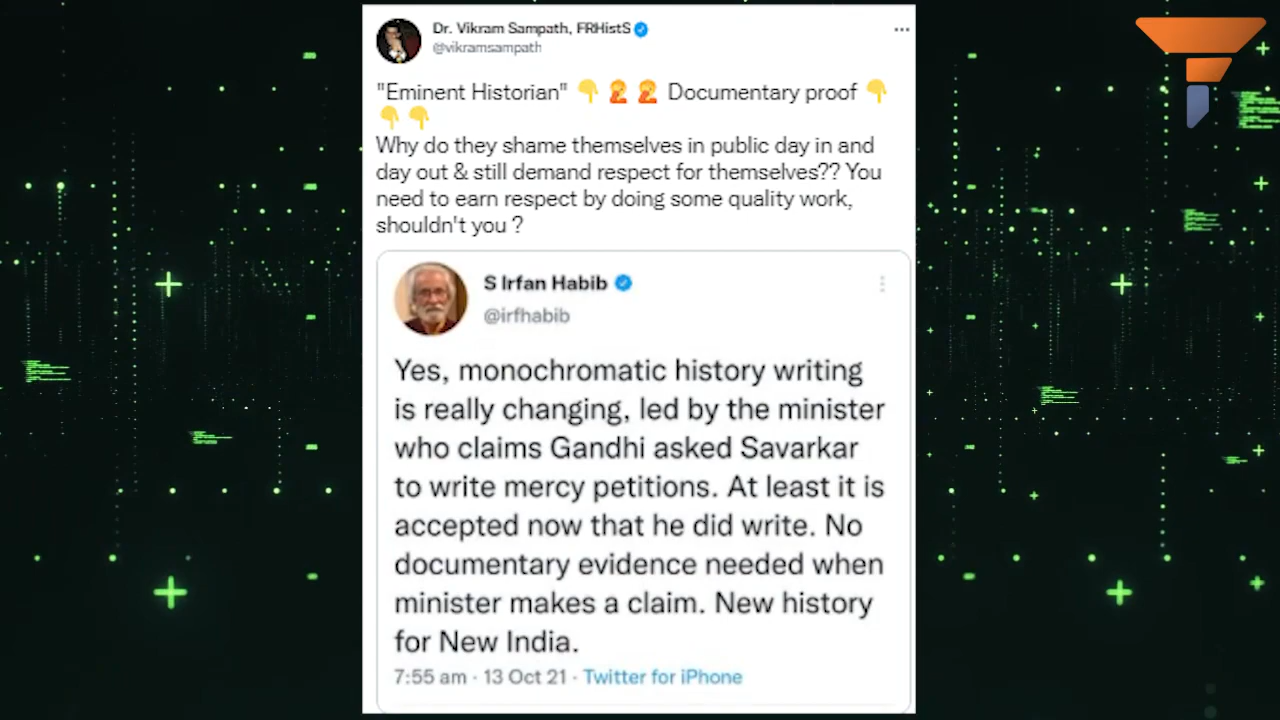 Dr. Vikram Sampath, FRHistS
@vikramsampath
"Eminent Historian" 👇 🤦 🤦 Documentary proof 👇
👇 👇
Why do they shame themselves in public day in and
day out & still demand respect for themselves?? You
need to earn respect by doing some quality work,
shouldn't you ?
S Irfan Habib
@irfhabib
Yes, monochromatic history writing
is really changing, led by the minister
who claims Gandhi asked Savarkar
to write mercy petitions. At least it is
accepted now that he did write. No
documentary evidence needed when
minister makes a claim. New history
for New India.
7:55 am · 13 Oct 21 · Twitter for iPhone